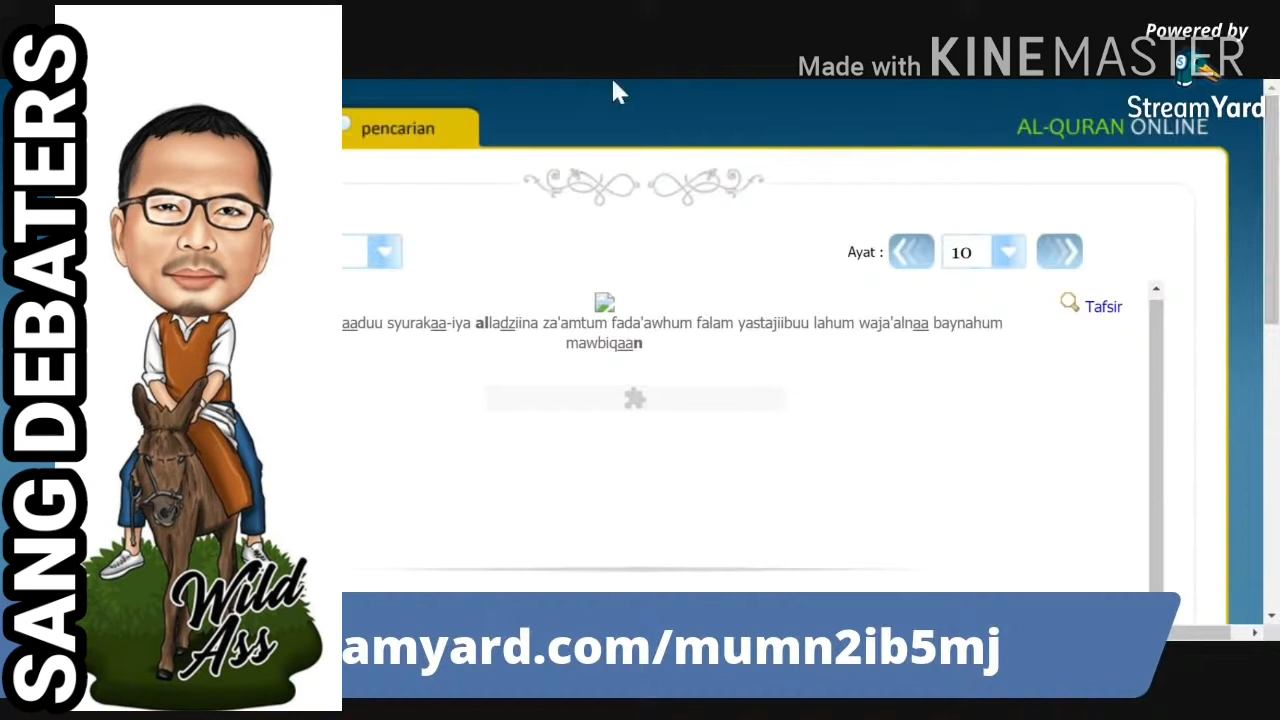 SANG DEBATERS
Powered by
Made with KINEMASTER
StreamYard
pencarian
AL-QURAN ONLINE
Ayat :
10
Tafsir
aaduu syurakaa-iya alladziina za'amtum fada'awhum falam yastajiibuu lahum waja'alnaa baynahum
mawbiqaan
Wild
Ass
amyard.com/mumn2ib5mj